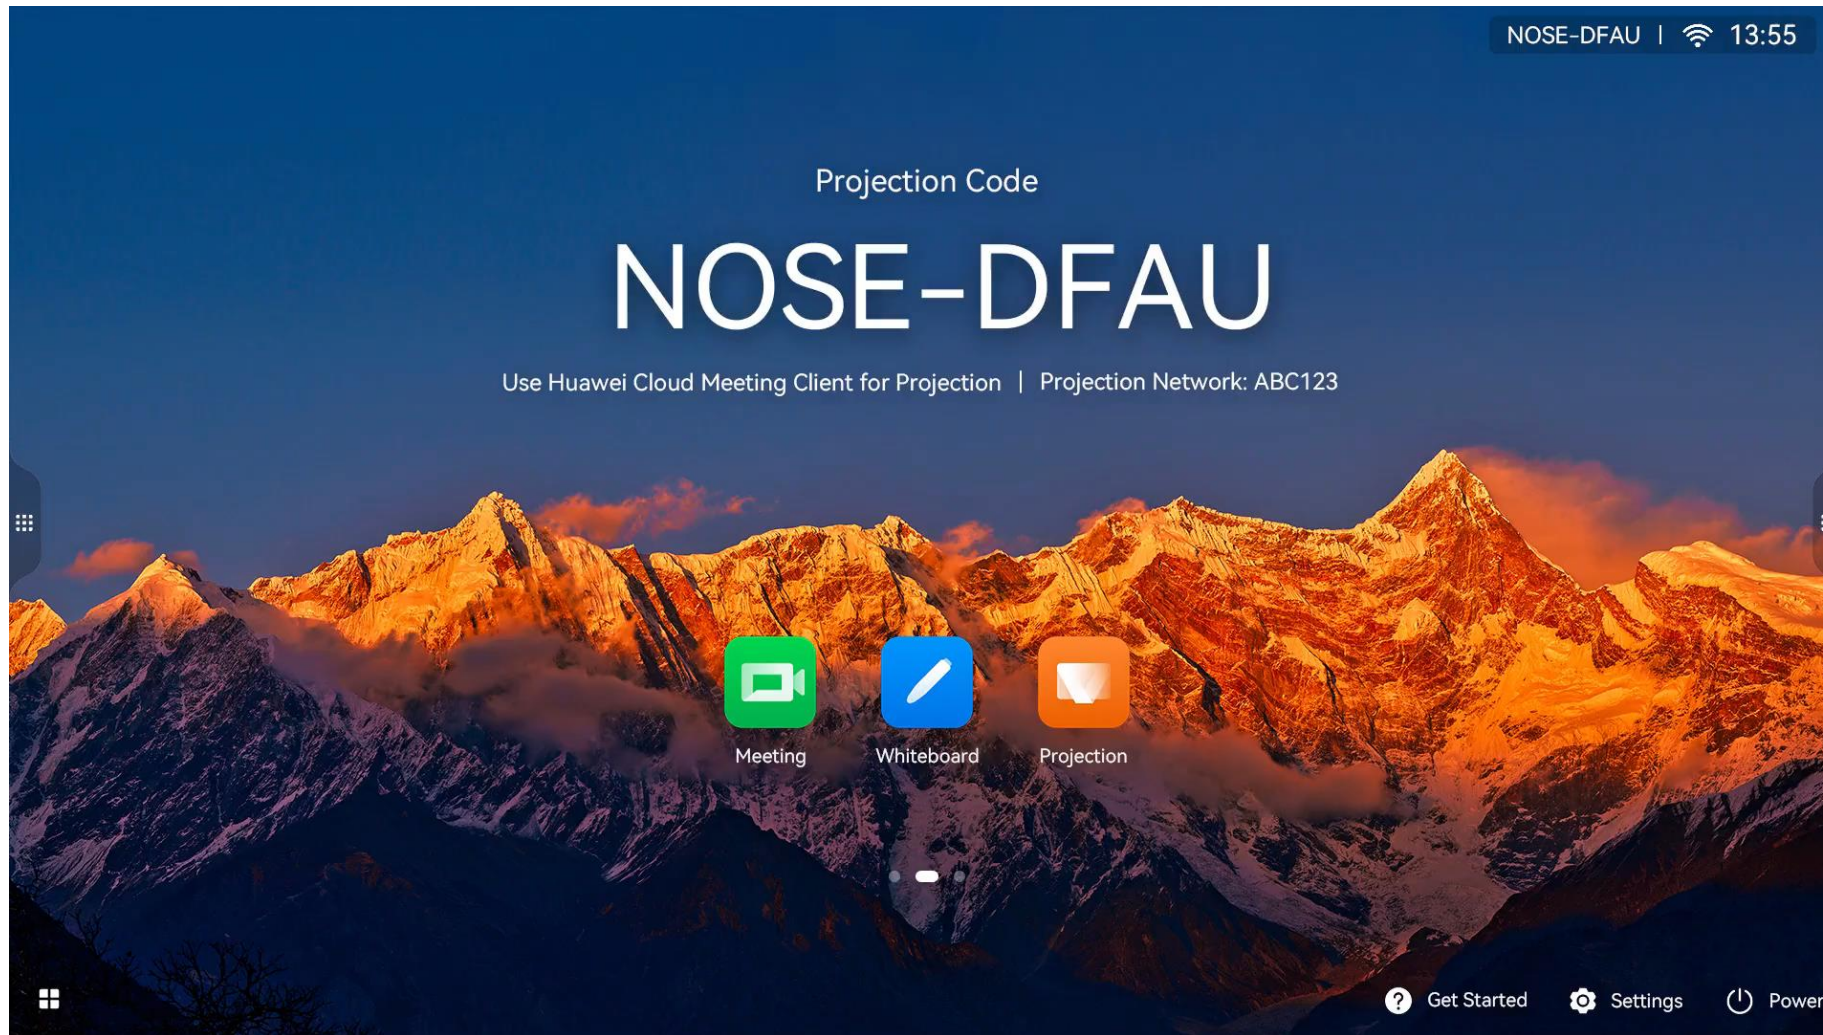 NOSE-DFAU | 13:55
Projection Code
NOSE-DFAU
Use Huawei Cloud Meeting Client for Projection | Projection Network: ABC123
Meeting Whiteboard Projection
Get Started Settings Power